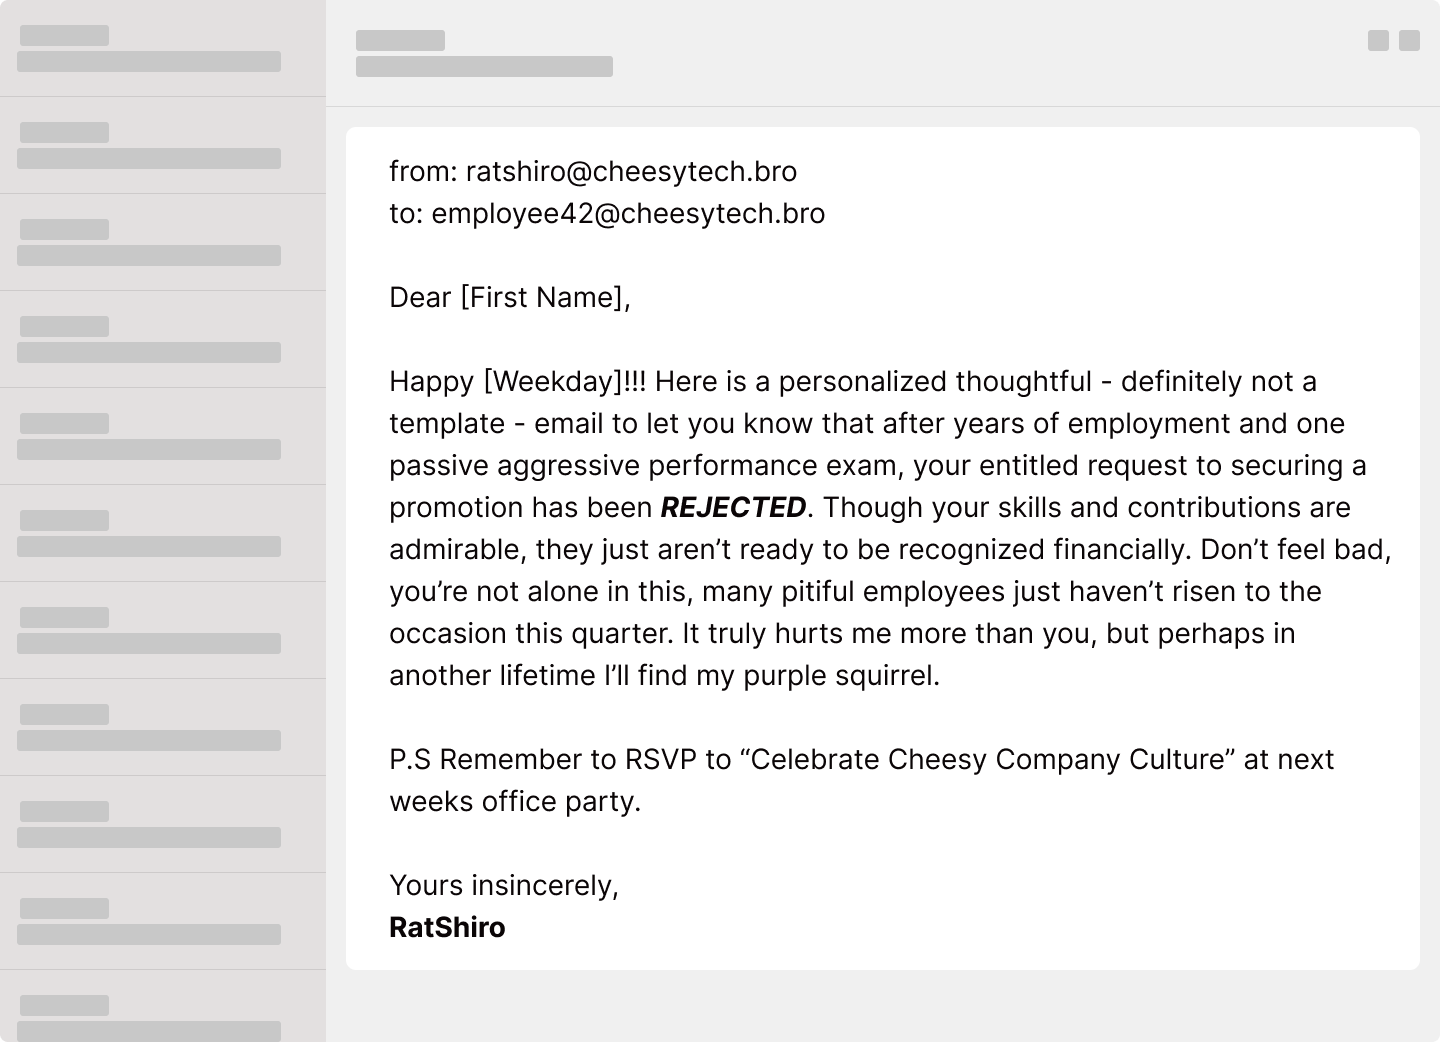 from: ratshiro@cheesytech.bro
to: employee42@cheesytech.bro
Dear [First Name],
Happy [Weekday]!!! Here is a personalized thoughtful - definitely not a
template - email to let you know that after years of employment and one
passive aggressive performance exam, your entitled request to securing a
promotion has been REJECTED. Though your skills and contributions are
admirable, they just aren’t ready to be recognized financially. Don’t feel bad,
you’re not alone in this, many pitiful employees just haven’t risen to the
occasion this quarter. It truly hurts me more than you, but perhaps in
another lifetime I’ll find my purple squirrel.
P.S Remember to RSVP to “Celebrate Cheesy Company Culture” at next
weeks office party.
Yours insincerely,
RatShiro